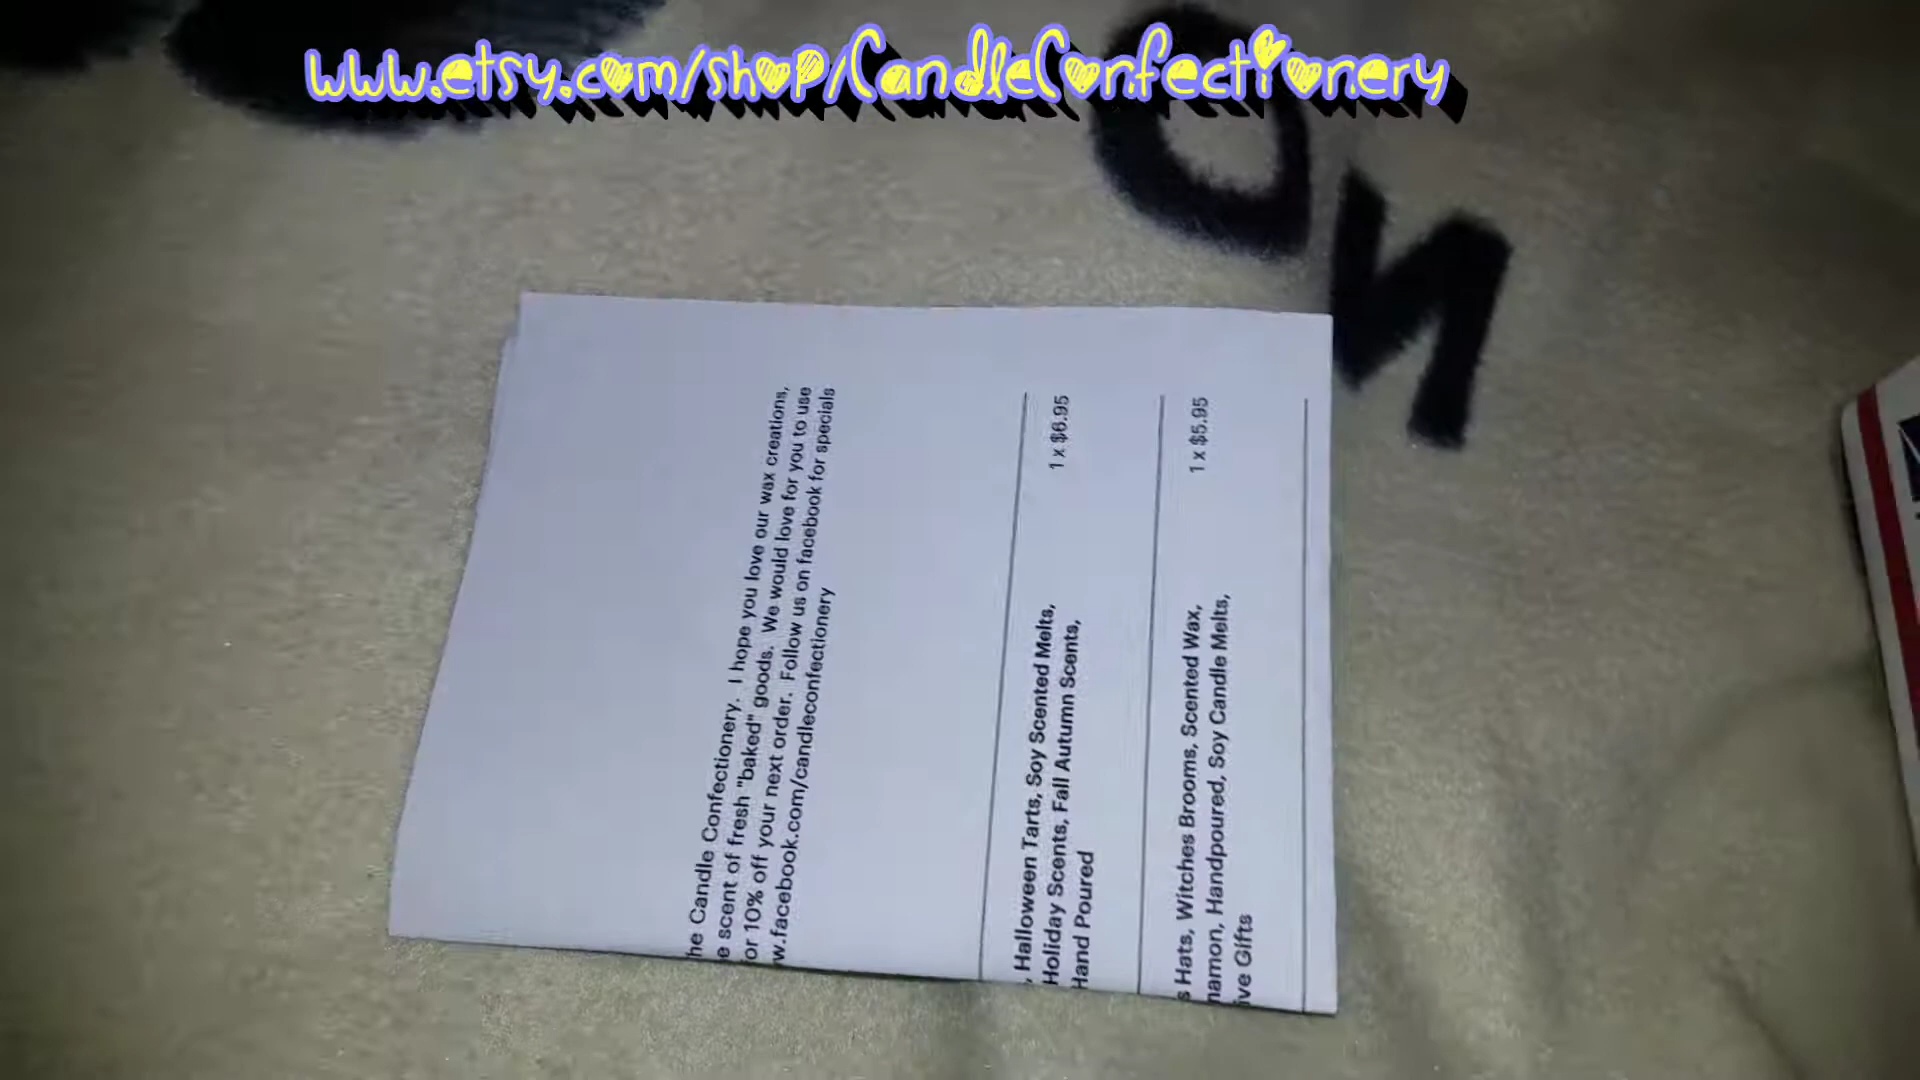 www.etsy.com/shop/CandleConfectionery
ON
he Candle Confectionery. I hope you love our wax creations,
e scent of fresh "baked" goods. We would love for you to use
or 10% off your next order. Follow us on facebook for specials
w.facebook.com/candleconfectionery
, Halloween Tarts, Soy Scented Melts, 1 x $6.95
Holiday Scents, Fall Autumn Scents,
Hand Poured
s Hats, Witches Brooms, Scented Wax, 1 x $5.95
namon, Handpoured, Soy Candle Melts,
ive Gifts